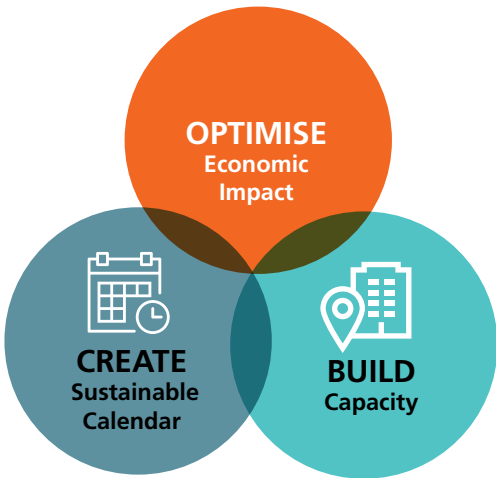 OPTIMISE
Economic
Impact
CREATE
Sustainable
Calendar
BUILD
Capacity